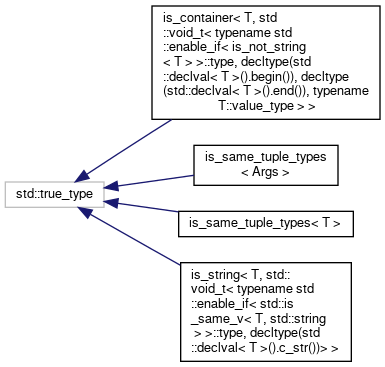 is_container< T, std
::void_t< typename std
::enable_if< is_not_string
< T > >::type, decltype(std
::declval< T >().begin()), decltype
(std::declval< T >().end()), typename
T::value_type > >
is_same_tuple_types
< Args >
std::true_type
is_same_tuple_types< T >
is_string< T, std::
void_t< typename std
::enable_if< std::is
_same_v< T, std::string
> >::type, decltype(std
::declval< T >().c_str())> >